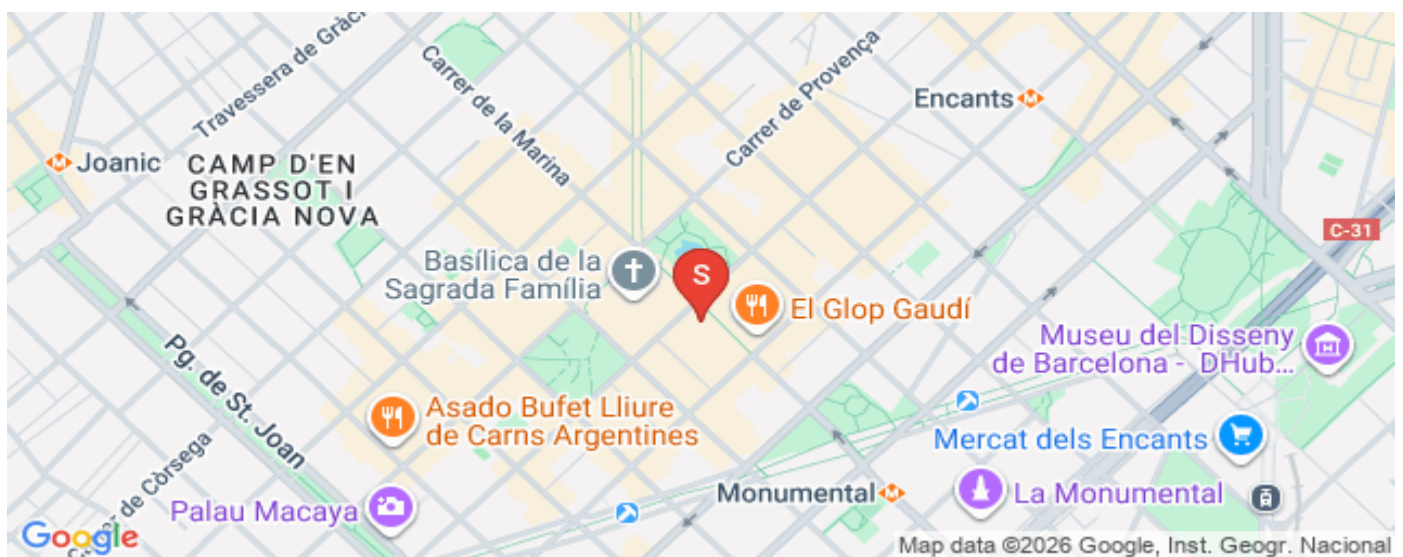 Travessera de Gràci
Carrer de la Marina
Carrer de Provença
Encants
Joanic
CAMP D'EN
GRASSOT I
GRÀCIA NOVA
C-31
Basílica de la
Sagrada Família
S
El Glop Gaudí
Museu del Disseny
de Barcelona - DHub...
Pg. de St. Joan
Asado Bufet Lliure
de Carns Argentines
Mercat dels Encants
de Còrsega
Palau Macaya
Monumental
La Monumental
Google
Map data ©2026 Google, Inst. Geogr. Nacional